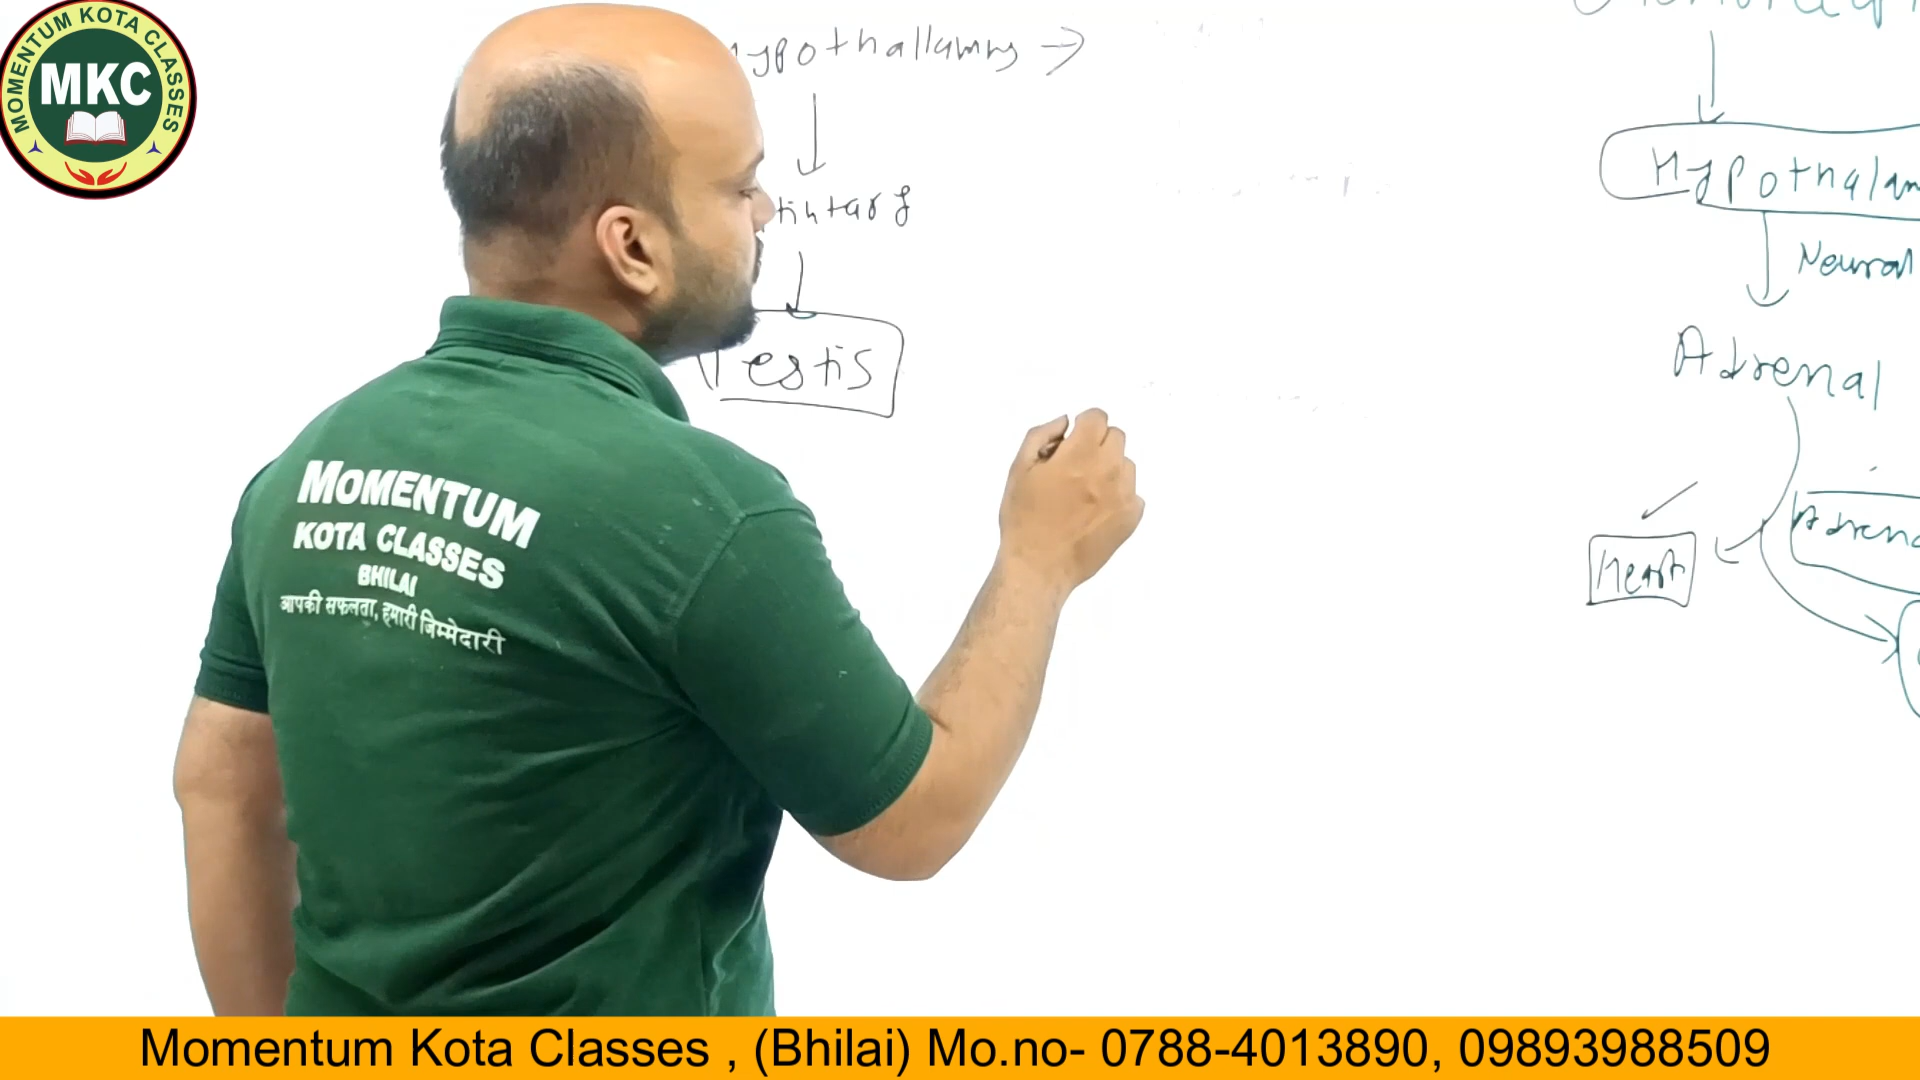 MOMENTUM KOTA CLASSES
MKC
ypothallamus →
tiutary
Testis
Hypothalam
Neural
Adrenal
Heart
Adrena
MOMENTUM
KOTA CLASSES
BHILAI
आपकी सफलता, हमारी जिम्मेदारी
Momentum Kota Classes , (Bhilai) Mo.no- 0788-4013890, 09893988509